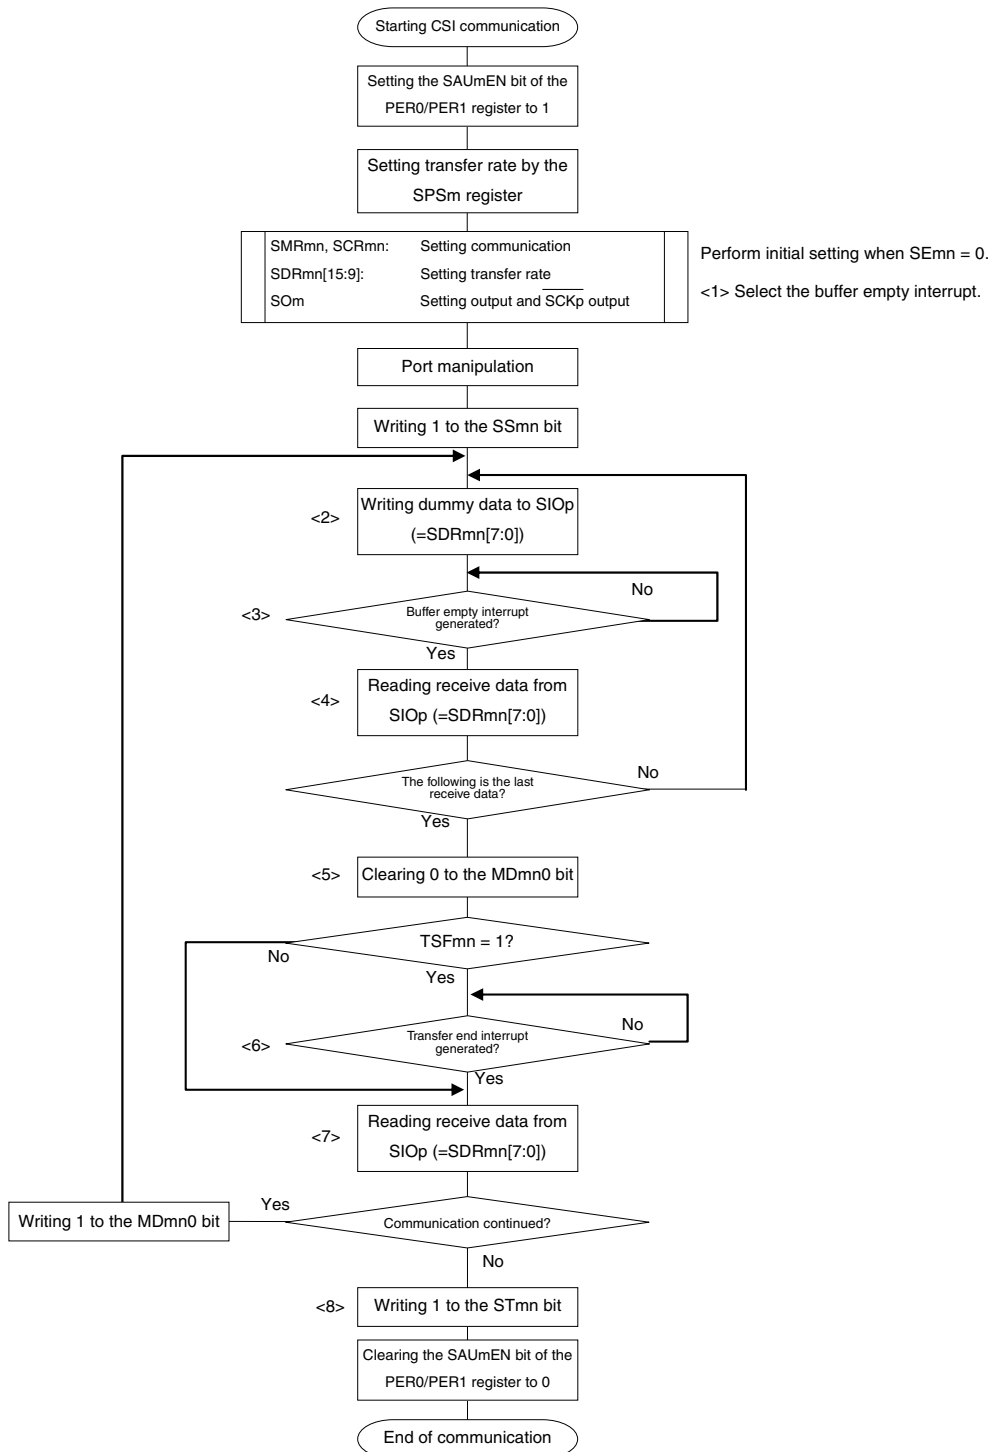 Starting CSI communication
Setting the SAUmEN bit of the
PER0/PER1 register to 1
Setting transfer rate by the
SPSm register
SMRmn, SCRmn: Setting communication
SDRmn[15:9]: Setting transfer rate
SOm Setting output and SCKp output
Perform initial setting when SEmn = 0.
<1> Select the buffer empty interrupt.
Port manipulation
Writing 1 to the SSmn bit
<2>
Writing dummy data to SIOp
(=SDRmn[7:0])
No
<3>
Buffer empty interrupt
generated?
Yes
<4>
Reading receive data from
SIOp (=SDRmn[7:0])
No
The following is the last
receive data?
Yes
<5>
Clearing 0 to the MDmn0 bit
TSFmn = 1?
No
Yes
No
<6>
Transfer end interrupt
generated?
Yes
<7>
Reading receive data from
SIOp (=SDRmn[7:0])
Yes
Writing 1 to the MDmn0 bit
Communication continued?
No
<8>
Writing 1 to the STmn bit
Clearing the SAUmEN bit of the
PER0/PER1 register to 0
End of communication